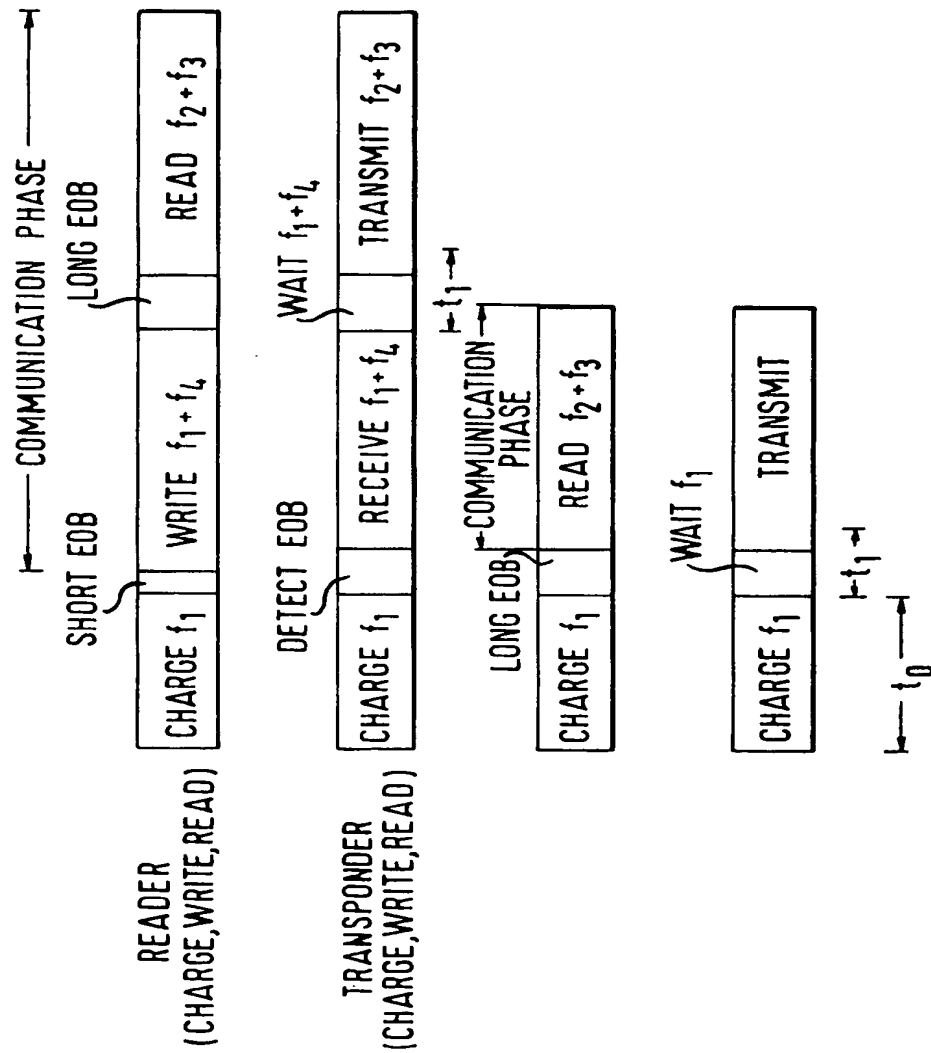 COMMUNICATION PHASE
SHORT EOB
LONG EOB
READER
(CHARGE,WRITE,READ)
CHARGE f1
WRITE f1+f4
READ f2+f3
DETECT EOB
WAIT f1+f4
TRANSPONDER
(CHARGE,WRITE,READ)
CHARGE f1
RECEIVE f1+f4
TRANSMIT f2+f3
t1
COMMUNICATION
PHASE
LONG EOB
CHARGE f1
READ f2+f3
WAIT f1
CHARGE f1
TRANSMIT
t1
t0